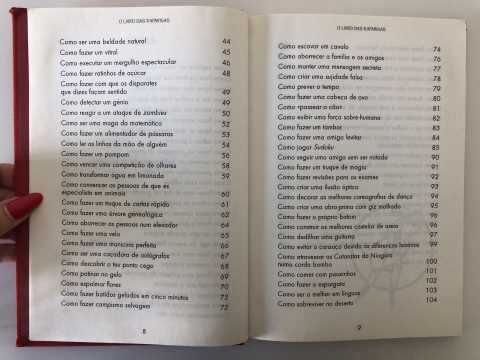 O LIVRO DAS RAPARIGAS
Como ser uma beldade natural 44
Como fazer um vitral 45
Como executar um mergulho espectacular 46
Como fazer ratinhos de açúcar 48
Como fazer com que os disparates
que dizes façam sentido 49
Como detectar um génio 49
Como reagir a um ataque de zombies 50
Como ser uma maga da matemática 52
Como fazer um alimentador de pássaros 53
Como ler as linhas da mão de alguém 54
Como fazer um pompom 56
Como vencer uma competição de olhares 58
Como transformar água em limonada 59
Como convencer as pessoas de que és
especialista em animais 60
Como fazer um truque de cartas rápido 61
Como fazer uma árvore genealógica 62
Como aborrecer as pessoas num elevador 64
Como fazer uma vela 65
Como fazer uma manicura perfeita 66
Como ser uma caçadora de autógrafos 67
Como descobrir o teu ponto cego 68
Como patinar no gelo 69
Como espalmar flores 70
Como fazer batidos gelados em cinco minutos 72
Como fazer campismo selvagem 72
8
O LIVRO DAS RAPARIGAS
Como escovar um cavalo 74
Como aborrecer a família e os amigos 76
Como manter uma mensagem secreta 77
Como criar uma sujidade falsa 78
Como prever o tempo 79
Como fazer uma cabeça de ovo 80
Como «passear o cão» 81
Como exibir uma força sobre-humana 82
Como fazer um tambor 83
Como fazer uma amiga levitar 84
Como jogar Sudoku 85
Como seguir uma amigo sem ser notado 90
Como fazer um truque de magia 91
Como fazer revisões para os exames 92
Como criar uma ilusão óptica 93
Como decorar as melhores coreografias de dança 94
Como criar uma obra-prima com giz molhado 95
Como fazer o próprio batom 96
Como construir os melhores castelos de areia 96
Como dedilhar uma guitarra 97
Como evitar o cansaço devido às diferenças horárias 99
Como atravessar as Cataratas do Niagara
numa corda bamba 100
Como comer com pauzinhos 101
Como fazer a espargata 102
Como ser a melhor em línguas 103
Como sobreviver no deserto 104
9